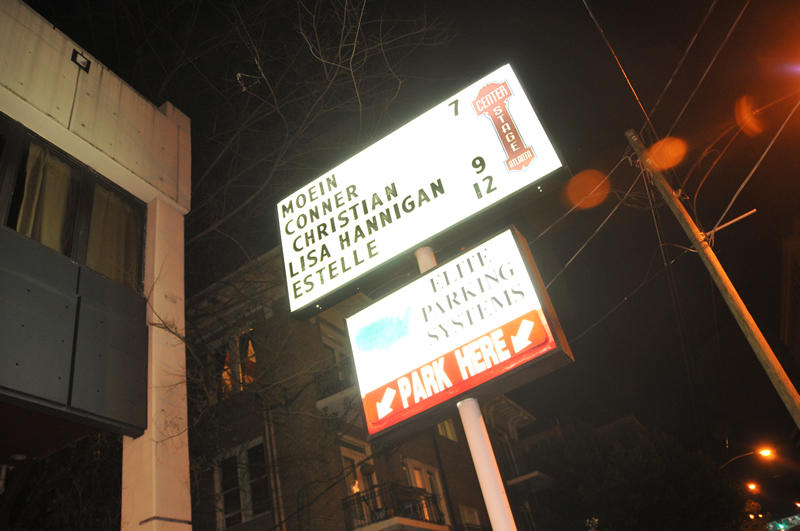 MOEIN 7
CONNER
CHRISTIAN
LISA HANNIGAN 9
ESTELLE 12
CENTER
STAGE
ATLANTA
ELITE
PARKING
SYSTEMS
PARK HERE